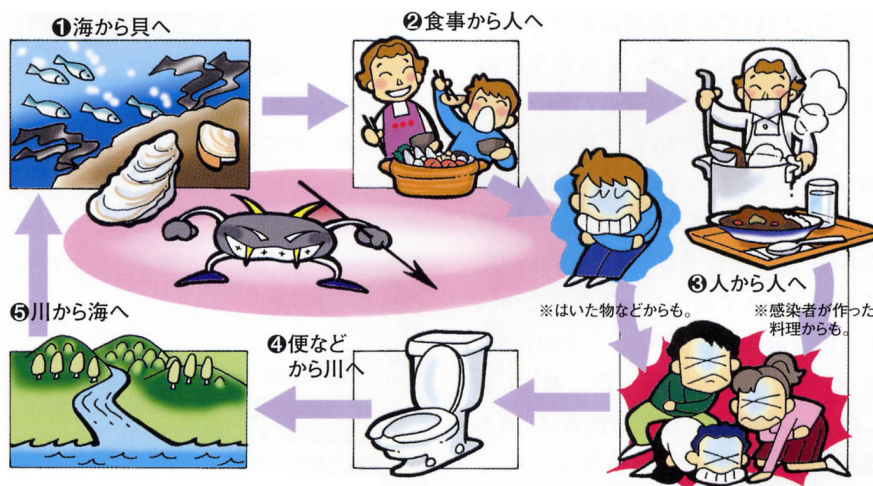 ❶海から貝へ
❷食事から人へ
❸人から人へ
※はいた物などからも。
※感染者が作った
料理からも。
❹便など
から川へ
❺川から海へ